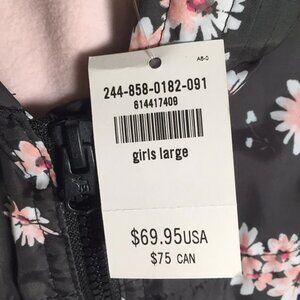 A8-0
244-858-0182-091
614417409
girls large
$69.95USA
$75 CAN